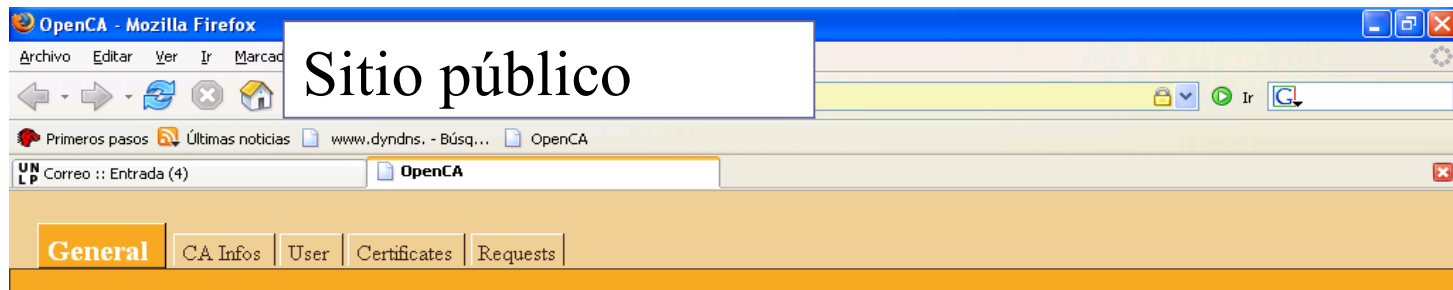 OpenCA - Mozilla Firefox
Archivo Editar Ver Ir Marcad
Sitio público
Ir G
Primeros pasos Últimas noticias www.dyndns. - Búsq... OpenCA
UNLP Correo :: Entrada (4) OpenCA
General CA Infos User Certificates Requests